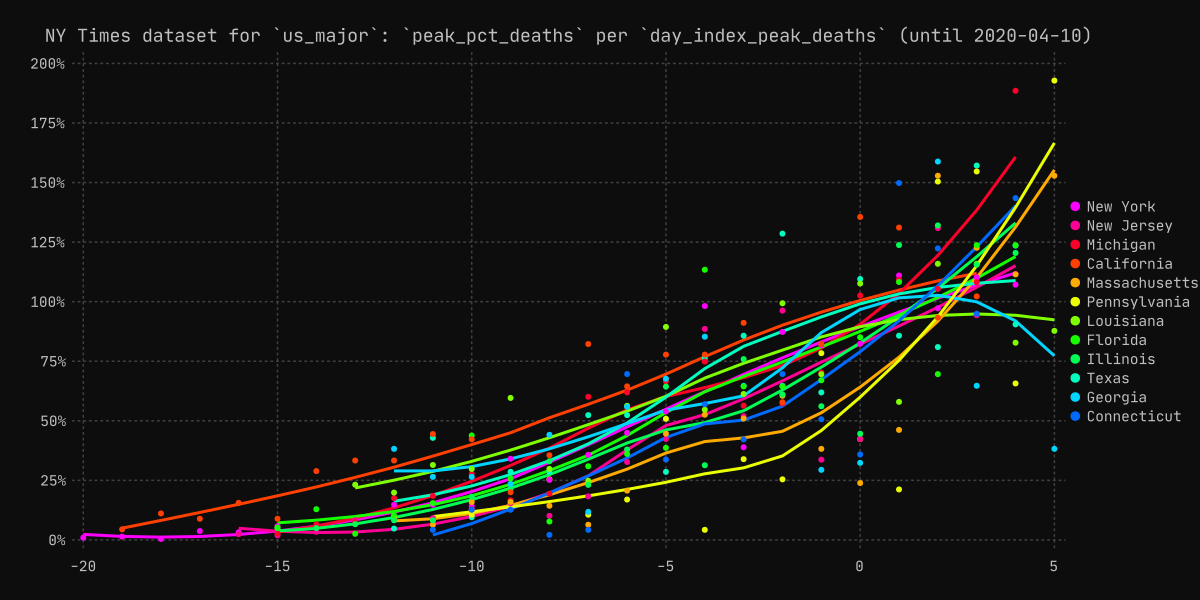 NY Times dataset for `us_major`: `peak_pct_deaths` per `day_index_peak_deaths` (until 2020-04-10)
200%
175%
150%
125%
100%
75%
50%
25%
0%
−20
−15
−10
−5
0
5
New York
New Jersey
Michigan
California
Massachusetts
Pennsylvania
Louisiana
Florida
Illinois
Texas
Georgia
Connecticut